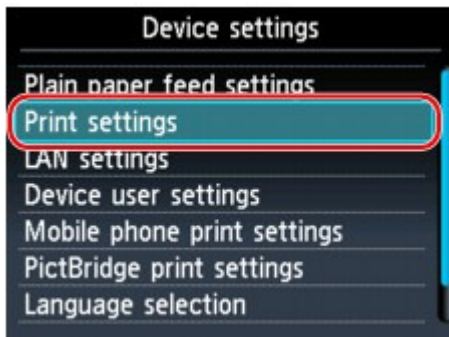 Device settings
Plain paper feed settings
Print settings
LAN settings
Device user settings
Mobile phone print settings
PictBridge print settings
Language selection